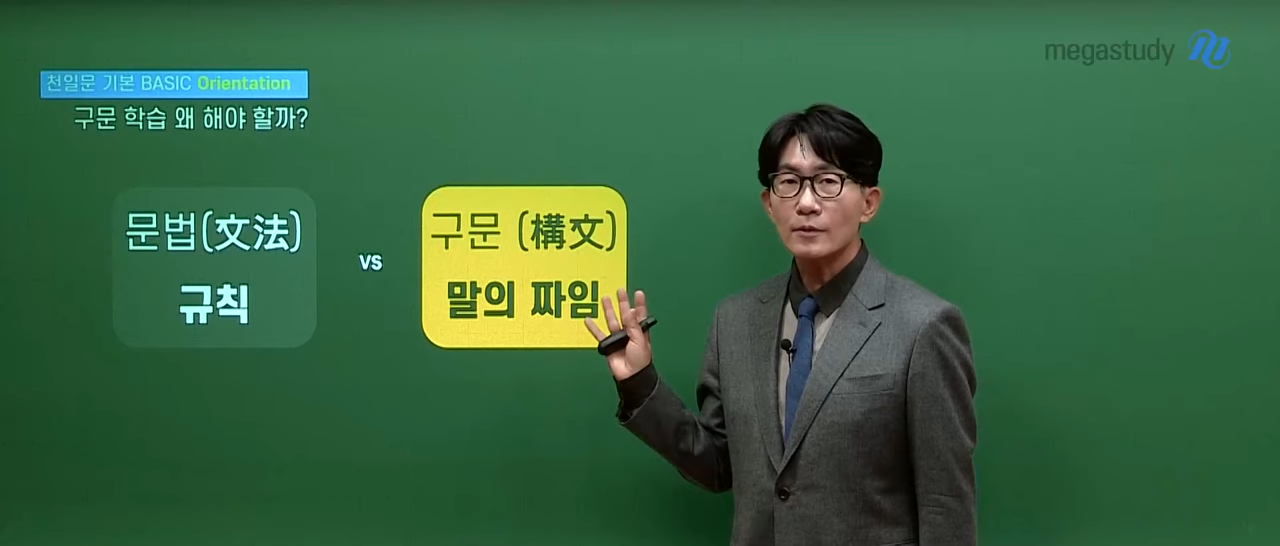 megastudy
천일문 기본 BASIC Orientation
구문 학습 왜 해야 할까?
문법(文法)
규칙
vs
구문 (構文)
말의 짜임